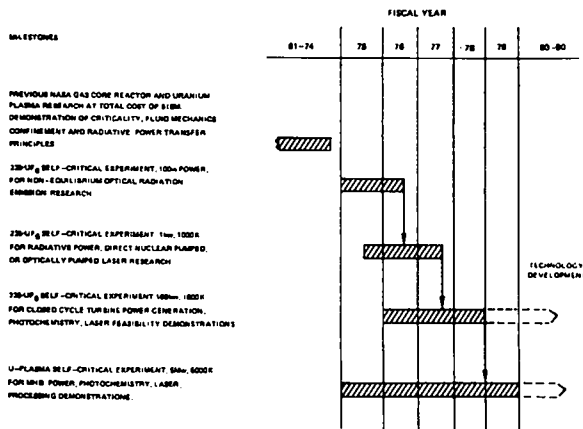 FISCAL YEAR
MILESTONES
61-74 75 76 77 78 79 80-90
PREVIOUS NASA GAS CORE REACTOR AND URANIUM
PLASMA RESEARCH AT TOTAL COST OF
DEMONSTRATION OF CRITICALITY, FLUID MECHANICS
CONFINEMENT AND RADIATIVE POWER TRANSFER
PRINCIPLES
SELF-CRITICAL EXPERIMENT, 100w POWER,
FOR NON-EQUILIBRIUM OPTICAL RADIATION
EMISSION RESEARCH
SELF-CRITICAL EXPERIMENT 1kw, 1000K
FOR RADIATIVE POWER, DIRECT NUCLEAR PUMPED,
OR OPTICALLY PUMPED LASER RESEARCH
TECHNOLOGY
DEVELOPMENT
SELF-CRITICAL EXPERIMENT
FOR CLOSED CYCLE TURBINE POWER GENERATION,
PHOTOCHEMISTRY, LASER FEASIBILITY DEMONSTRATIONS
U-PLASMA SELF-CRITICAL EXPERIMENT, 5Mw,
FOR MHD POWER, PHOTOCHEMISTRY, LASER
PROCESSING DEMONSTRATIONS.